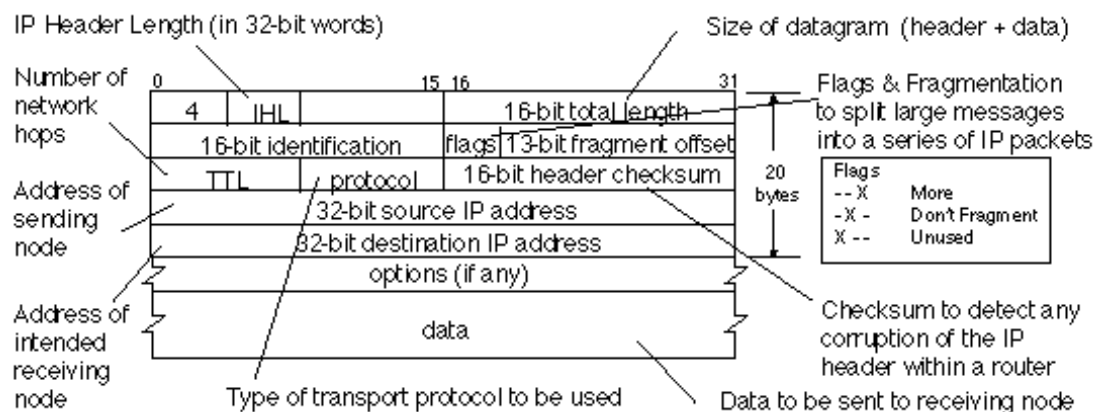 IP Header Length (in 32-bit words)
Size of datagram (header + data)
Number of
network
hops
0
15
16
31
Flags & Fragmentation
to split large messages
into a series of IP packets
4
IHL
16-bit total length
16-bit identification
flags
13-bit fragment offset
TTL
protocol
16-bit header checksum
20
bytes
Flags
- - X More
- X - Don't Fragment
X - - Unused
Address of
sending
node
32-bit source IP address
32-bit destination IP address
options (if any)
data
Address of
intended
receiving
node
Checksum to detect any
corruption of the IP
header within a router
Type of transport protocol to be used
Data to be sent to receiving node